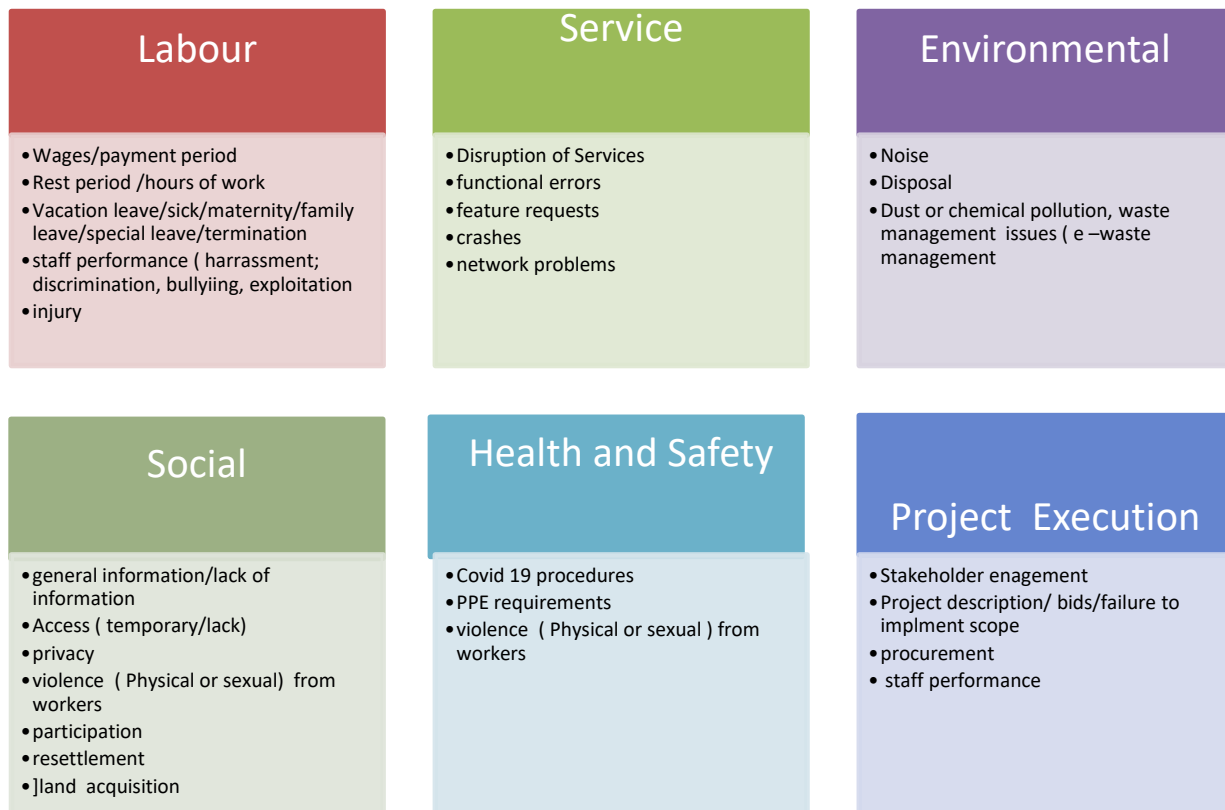 Labour
•Wages/payment period
•Rest period /hours of work
•Vacation leave/sick/maternity/family
leave/special leave/termination
•staff performance ( harrassment;
discrimination, bullyiing, exploitation
•injury
Service
•Disruption of Services
•functional errors
•feature requests
•crashes
•network problems
Environmental
•Noise
•Disposal
•Dust or chemical pollution, waste
management issues ( e –waste
management
Social
•general information/lack of
information
•Access ( temporary/lack)
•privacy
•violence ( Physical or sexual) from
workers
•participation
•resettlement
•]land acquisition
Health and Safety
•Covid 19 procedures
•PPE requirements
•violence ( Physical or sexual ) from
workers
Project Execution
•Stakeholder enagement
•Project description/ bids/failure to
implment scope
•procurement
• staff performance